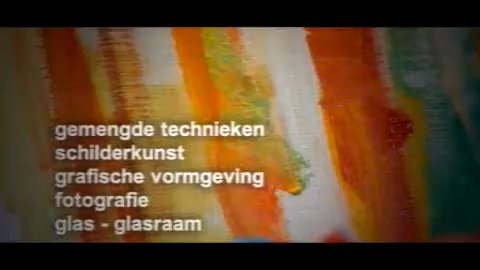 gemengde technieken
schilderkunst
grafische vormgeving
fotografie
glas - glasraam